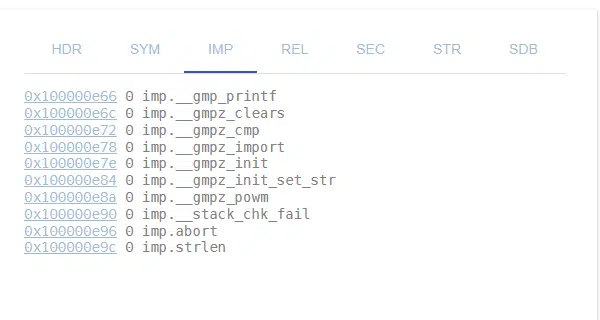 HDR SYM IMP REL SEC STR SDB
0x100000e66 0 imp.__gmp_printf
0x100000e6c 0 imp.__gmpz_clears
0x100000e72 0 imp.__gmpz_cmp
0x100000e78 0 imp.__gmpz_import
0x100000e7e 0 imp.__gmpz_init
0x100000e84 0 imp.__gmpz_init_set_str
0x100000e8a 0 imp.__gmpz_powm
0x100000e90 0 imp.__stack_chk_fail
0x100000e96 0 imp.abort
0x100000e9c 0 imp.strlen